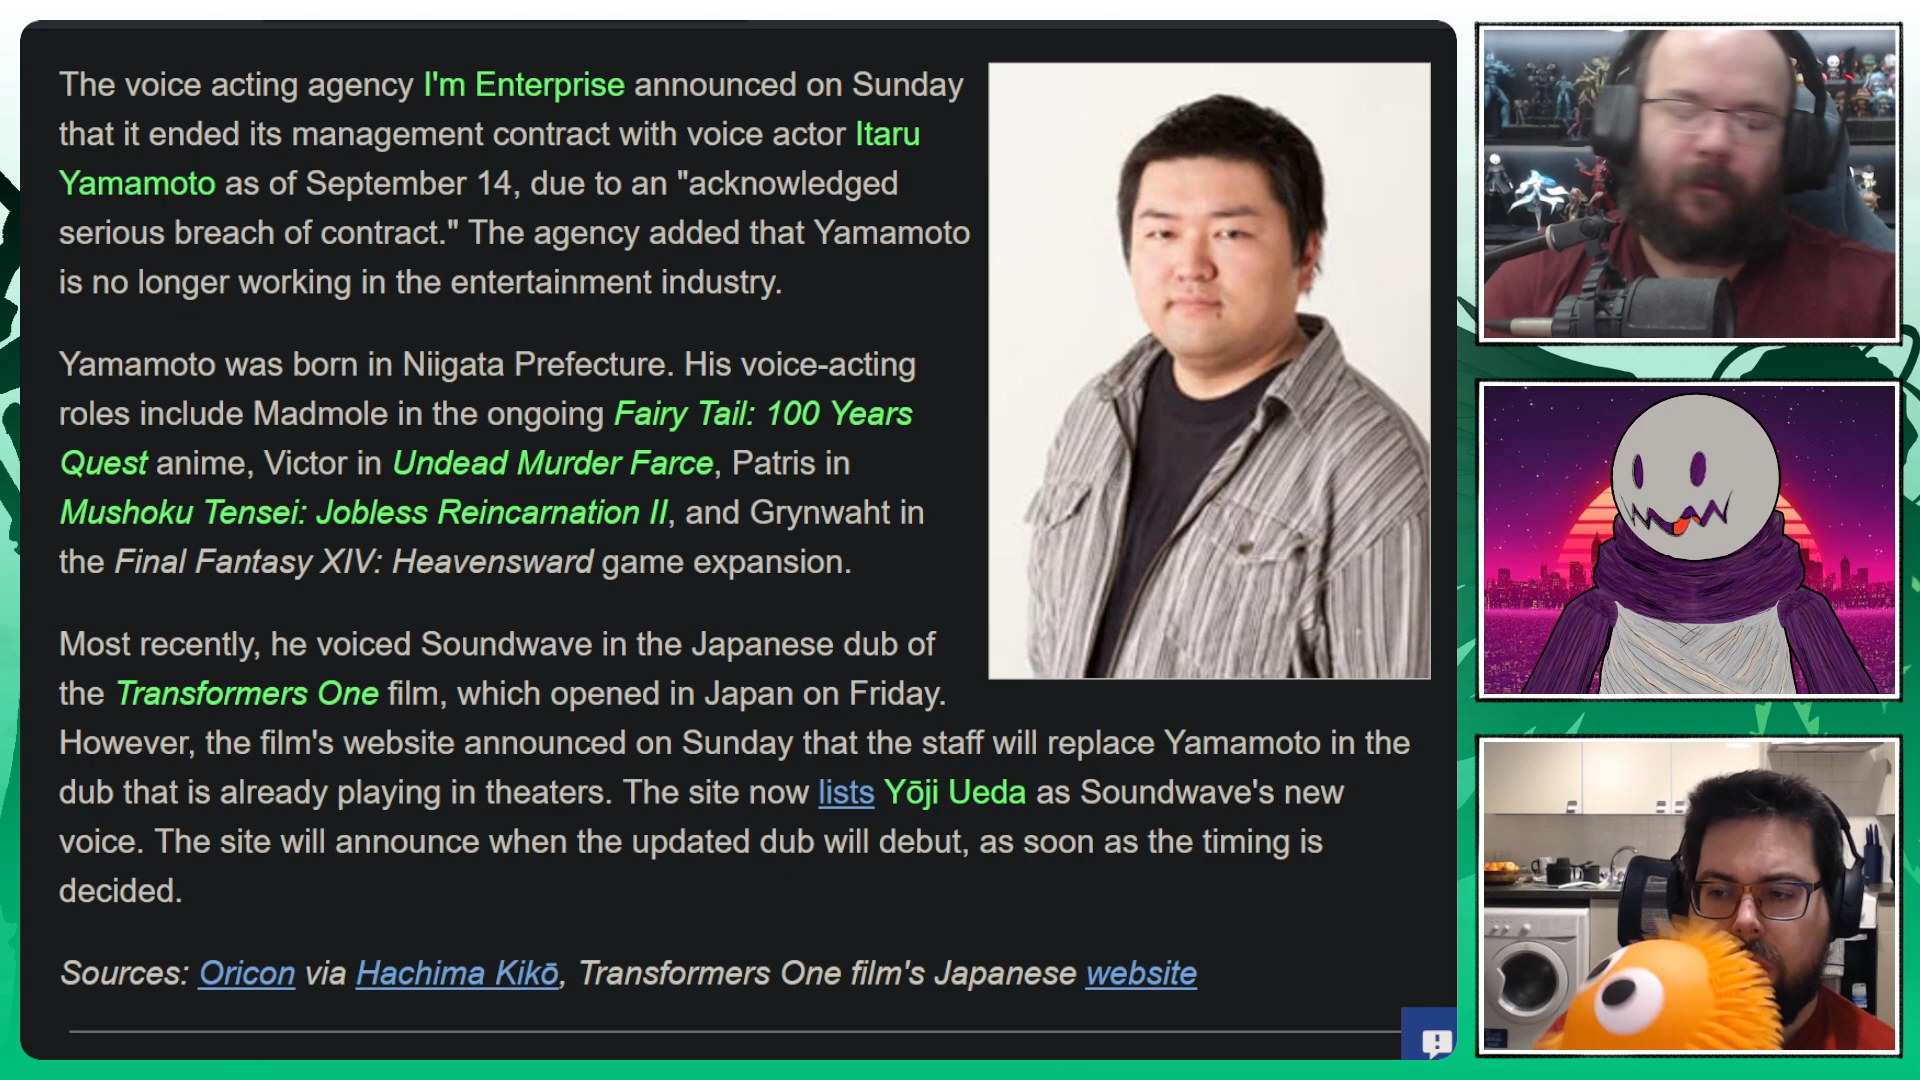 The voice acting agency I'm Enterprise announced on Sunday
that it ended its management contract with voice actor Itaru
Yamamoto as of September 14, due to an "acknowledged
serious breach of contract." The agency added that Yamamoto
is no longer working in the entertainment industry.
Yamamoto was born in Niigata Prefecture. His voice-acting
roles include Madmole in the ongoing Fairy Tail: 100 Years
Quest anime, Victor in Undead Murder Farce, Patris in
Mushoku Tensei: Jobless Reincarnation II, and Grynwaht in
the Final Fantasy XIV: Heavensward game expansion.
Most recently, he voiced Soundwave in the Japanese dub of
the Transformers One film, which opened in Japan on Friday.
However, the film's website announced on Sunday that the staff will replace Yamamoto in the
dub that is already playing in theaters. The site now lists Yōji Ueda as Soundwave's new
voice. The site will announce when the updated dub will debut, as soon as the timing is
decided.
Sources: Oricon via Hachima Kikō, Transformers One film's Japanese website